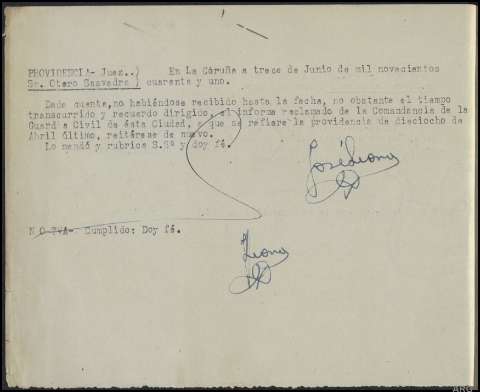 PROVIDENCIA- Juez..) En La Coruña a trece de Junio de mil novecientos
Sr. Otero Saavedra) cuarenta y uno.
Dada cuenta,no habiéndose recibido hasta la fecha, no obstante el tiempo
transcurrido y recuerdo dirigido, el informe reclamado de la Comandancia de la
Guardia Civil de ésta Ciudad, y que se refiere la providencia de dieciocho de
Abril último, reitérese de nuevo.
Lo mandó y rubrica S.Sª y doy fé.
NOTA- Cumplido: Doy fé.
ARG